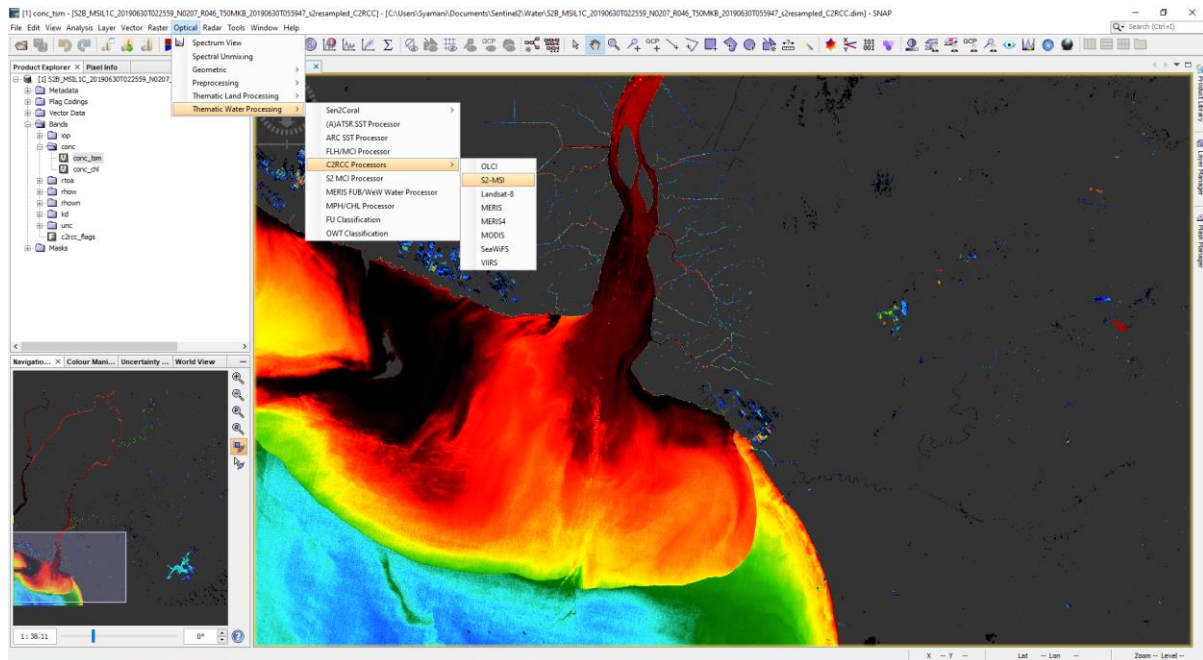 [1] conc_tsm - [S2B_MSIL1C_20190630T022559_N0207_R046_T50MKB_20190630T055947_s2resampled_C2RCC] - [C:\Users\Syamani\Documents\Sentinel2\Water\S2B_MSIL1C_20190630T022559_N0207_R046_T50MKB_20190630T055947_s2resampled_C2RCC.dim] - SNAP
File Edit View Analysis Layer Vector Raster Optical Radar Tools Window Help
Search (Ctrl+I)
Spectrum View
Spectral Unmixing
Geometric
Preprocessing
Thematic Land Processing
Thematic Water Processing
Sen2Coral
(A)ATSR SST Processor
ARC SST Processor
FLH/MCI Processor
C2RCC Processors
S2 MCI Processor
MERIS FUB/WeW Water Processor
MPH/CHL Processor
FU Classification
OWT Classification
OLCI
S2-MSI
Landsat-8
MERIS
MERIS4
MODIS
SeaWiFS
VIIRS
Product Explorer Pixel Info
[1] S2B_MSIL1C_20190630T022559_N0207_
Metadata
Flag Codings
Vector Data
Bands
iop
conc
conc_tsm
conc_chl
rtoa
rhow
rhown
kd
unc
c2rcc_flags
Masks
Navigatio... Colour Mani... Uncertainty ... World View
1 : 38.11
0°
Product Library
Layer Manager
Mask Manager
X -- Y -- Lat -- Lon -- Zoom -- Level --